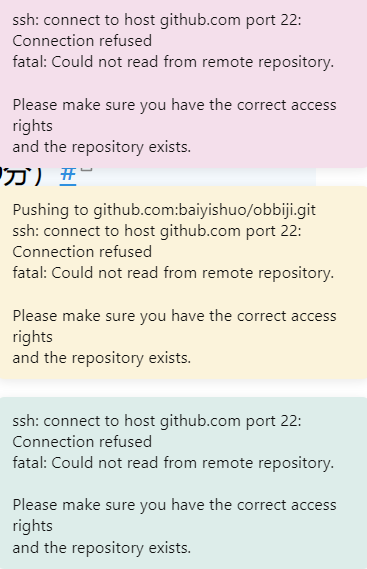 ssh: connect to host github.com port 22:
Connection refused
fatal: Could not read from remote repository.
Please make sure you have the correct access
rights
and the repository exists.
分） #
Pushing to github.com:baiyishuo/obbiji.git
ssh: connect to host github.com port 22:
Connection refused
fatal: Could not read from remote repository.
Please make sure you have the correct access
rights
and the repository exists.
ssh: connect to host github.com port 22:
Connection refused
fatal: Could not read from remote repository.
Please make sure you have the correct access
rights
and the repository exists.